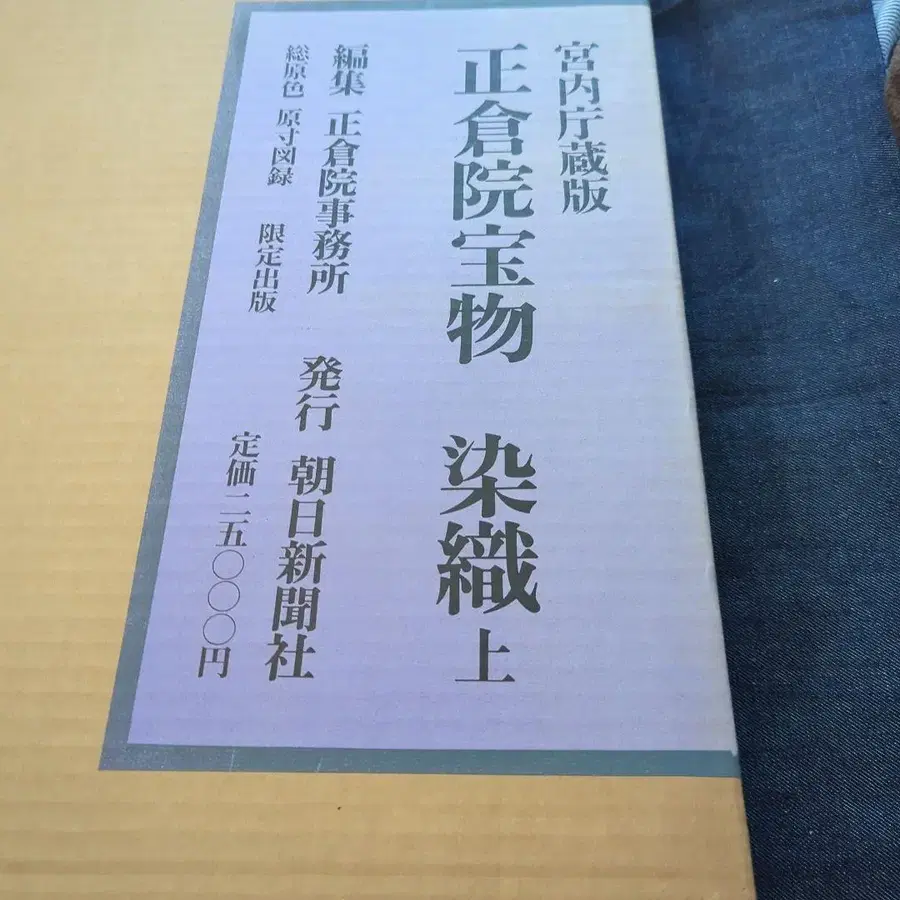 宮内庁蔵版
正倉院宝物 染織 上
編集 正倉院事務所 発行 朝日新聞社
総原色 原寸図録 限定出版 定価二五〇〇〇円